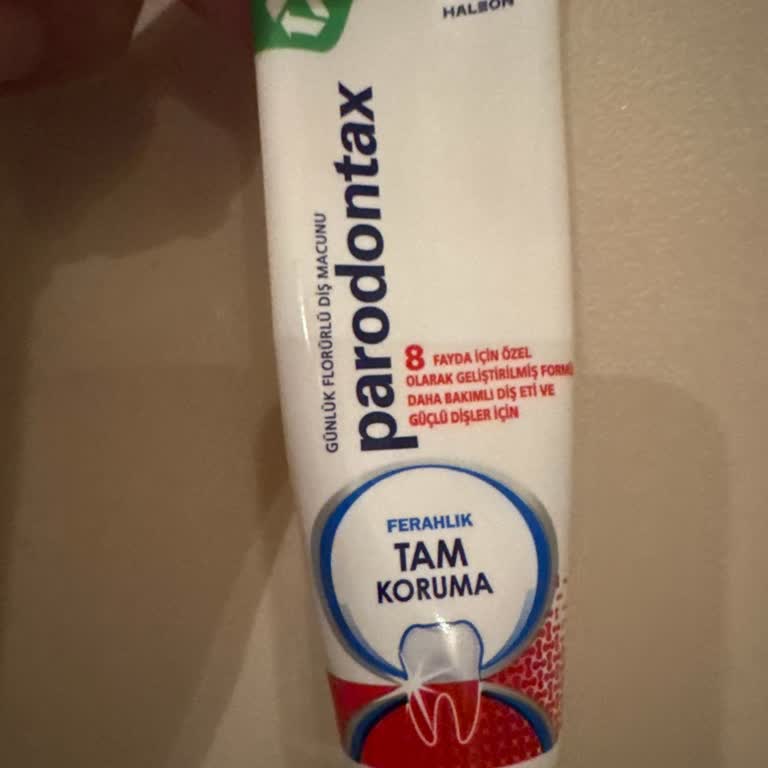 HALEON
GÜNLÜK FLORÜRLÜ DİŞ MACUNU
parodontax
8 FAYDA İÇİN ÖZEL
OLARAK GELİŞTİRİLMİŞ
DAHA BAKIMLI DİŞ ETİ VE
GÜÇLÜ DİŞLER İÇİN
FERAHLIK
TAM
KORUMA